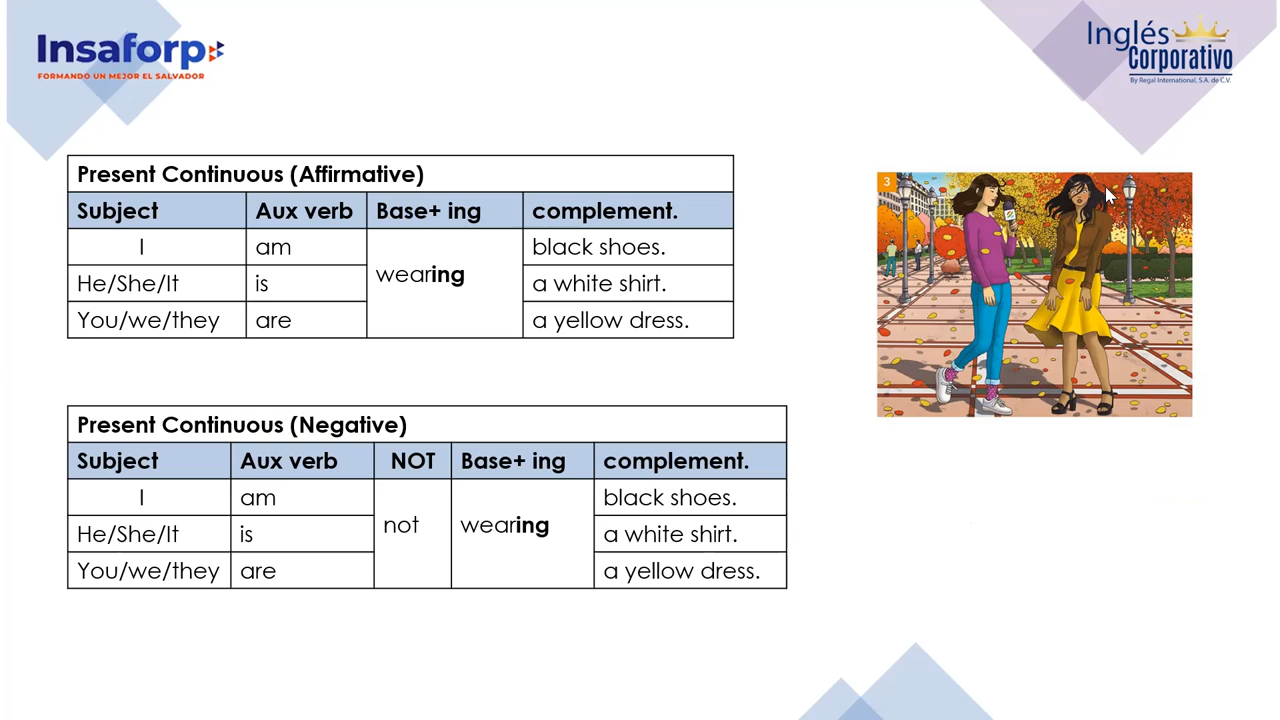 Insaforp
FORMANDO UN MEJOR EL SALVADOR
Inglés
Corporativo
By Regal International, S.A. de C.V.
Present Continuous (Affirmative)
Subject Aux verb Base+ ing complement.
I am black shoes.
wearing
He/She/It is a white shirt.
You/we/they are a yellow dress.
3
Present Continuous (Negative)
Subject Aux verb NOT Base+ ing complement.
I am black shoes.
not wearing
He/She/It is a white shirt.
You/we/they are a yellow dress.